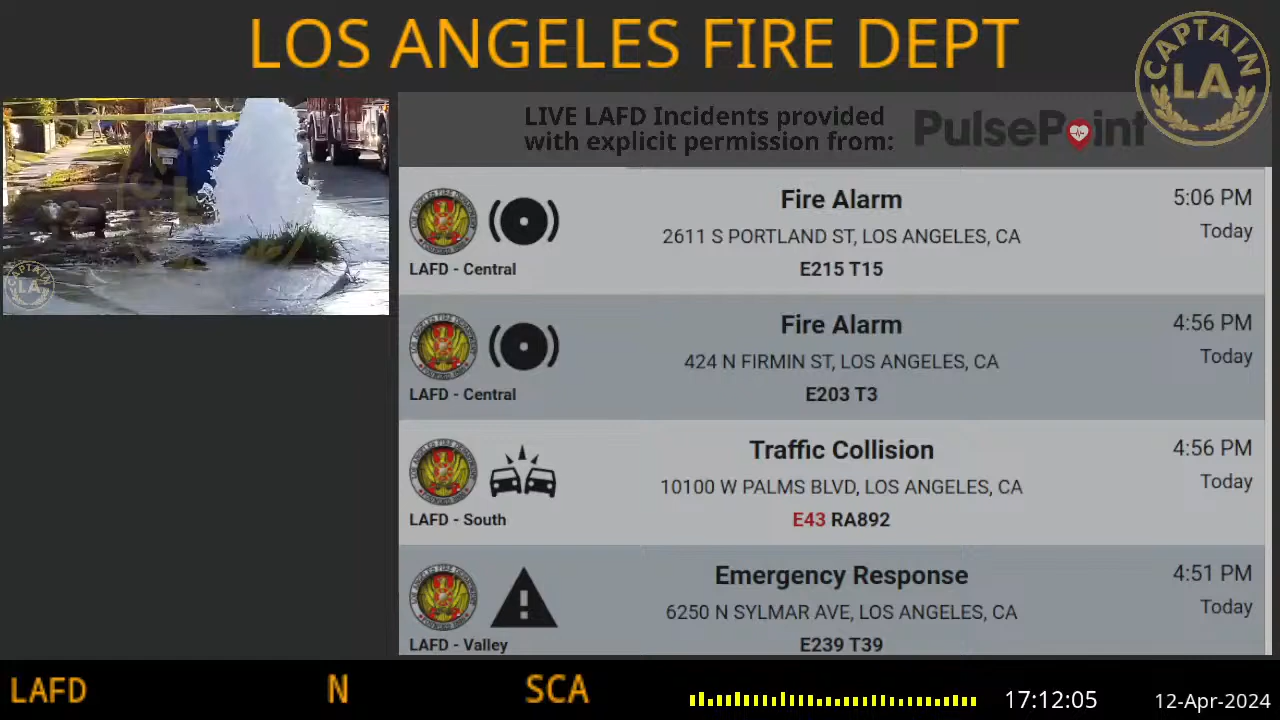 LOS ANGELES FIRE DEPT
CAPTAIN
LA
LIVE LAFD Incidents provided
with explicit permission from:
PulsePoint
Fire Alarm
5:06 PM
2611 S PORTLAND ST, LOS ANGELES, CA
Today
E215 T15
LAFD - Central
Fire Alarm
4:56 PM
424 N FIRMIN ST, LOS ANGELES, CA
Today
E203 T3
LAFD - Central
Traffic Collision
4:56 PM
10100 W PALMS BLVD, LOS ANGELES, CA
Today
E43 RA892
LAFD - South
Emergency Response
4:51 PM
6250 N SYLMAR AVE, LOS ANGELES, CA
Today
E239 T39
LAFD - Valley
CAPTAIN
LA
LAFD N SCA 17:12:05 12-Apr-2024